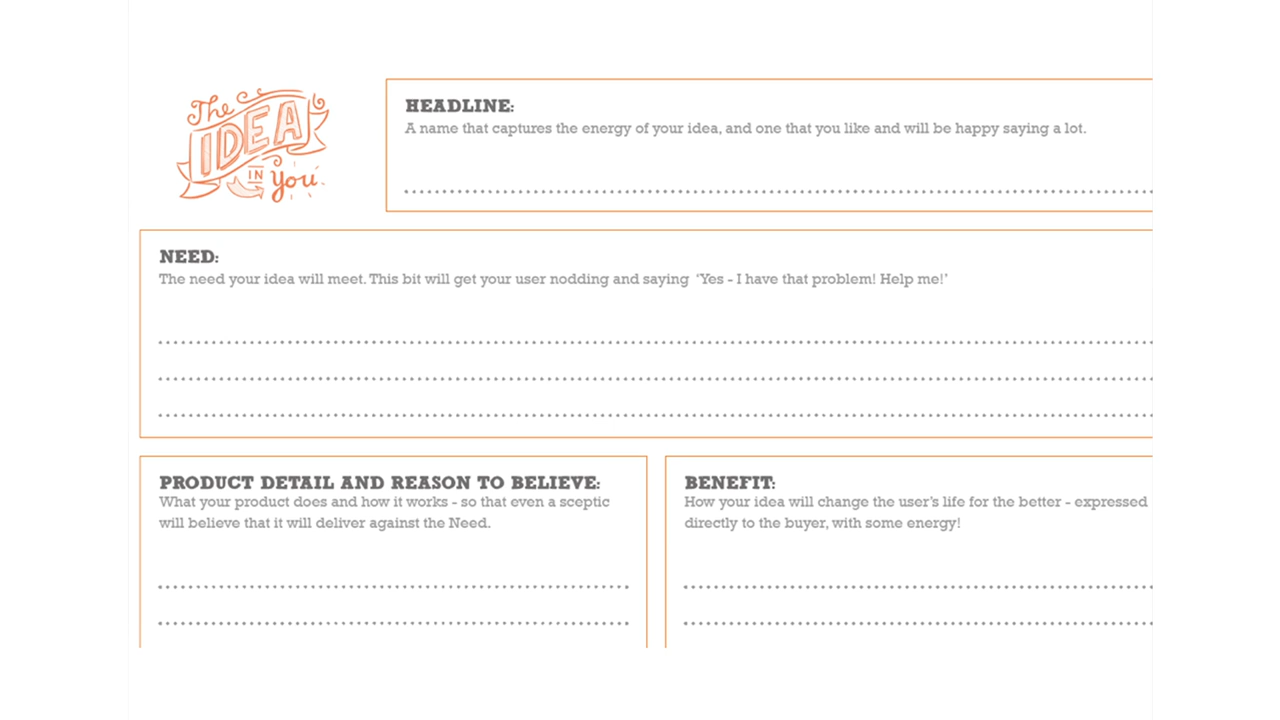 The
IDEA
IN
You
HEADLINE:
A name that captures the energy of your idea, and one that you like and will be happy saying a lot.
NEED:
The need your idea will meet. This bit will get your user nodding and saying 'Yes - I have that problem! Help me!'
PRODUCT DETAIL AND REASON TO BELIEVE:
What your product does and how it works - so that even a sceptic
will believe that it will deliver against the Need.
BENEFIT:
How your idea will change the user's life for the better - expressed
directly to the buyer, with some energy!